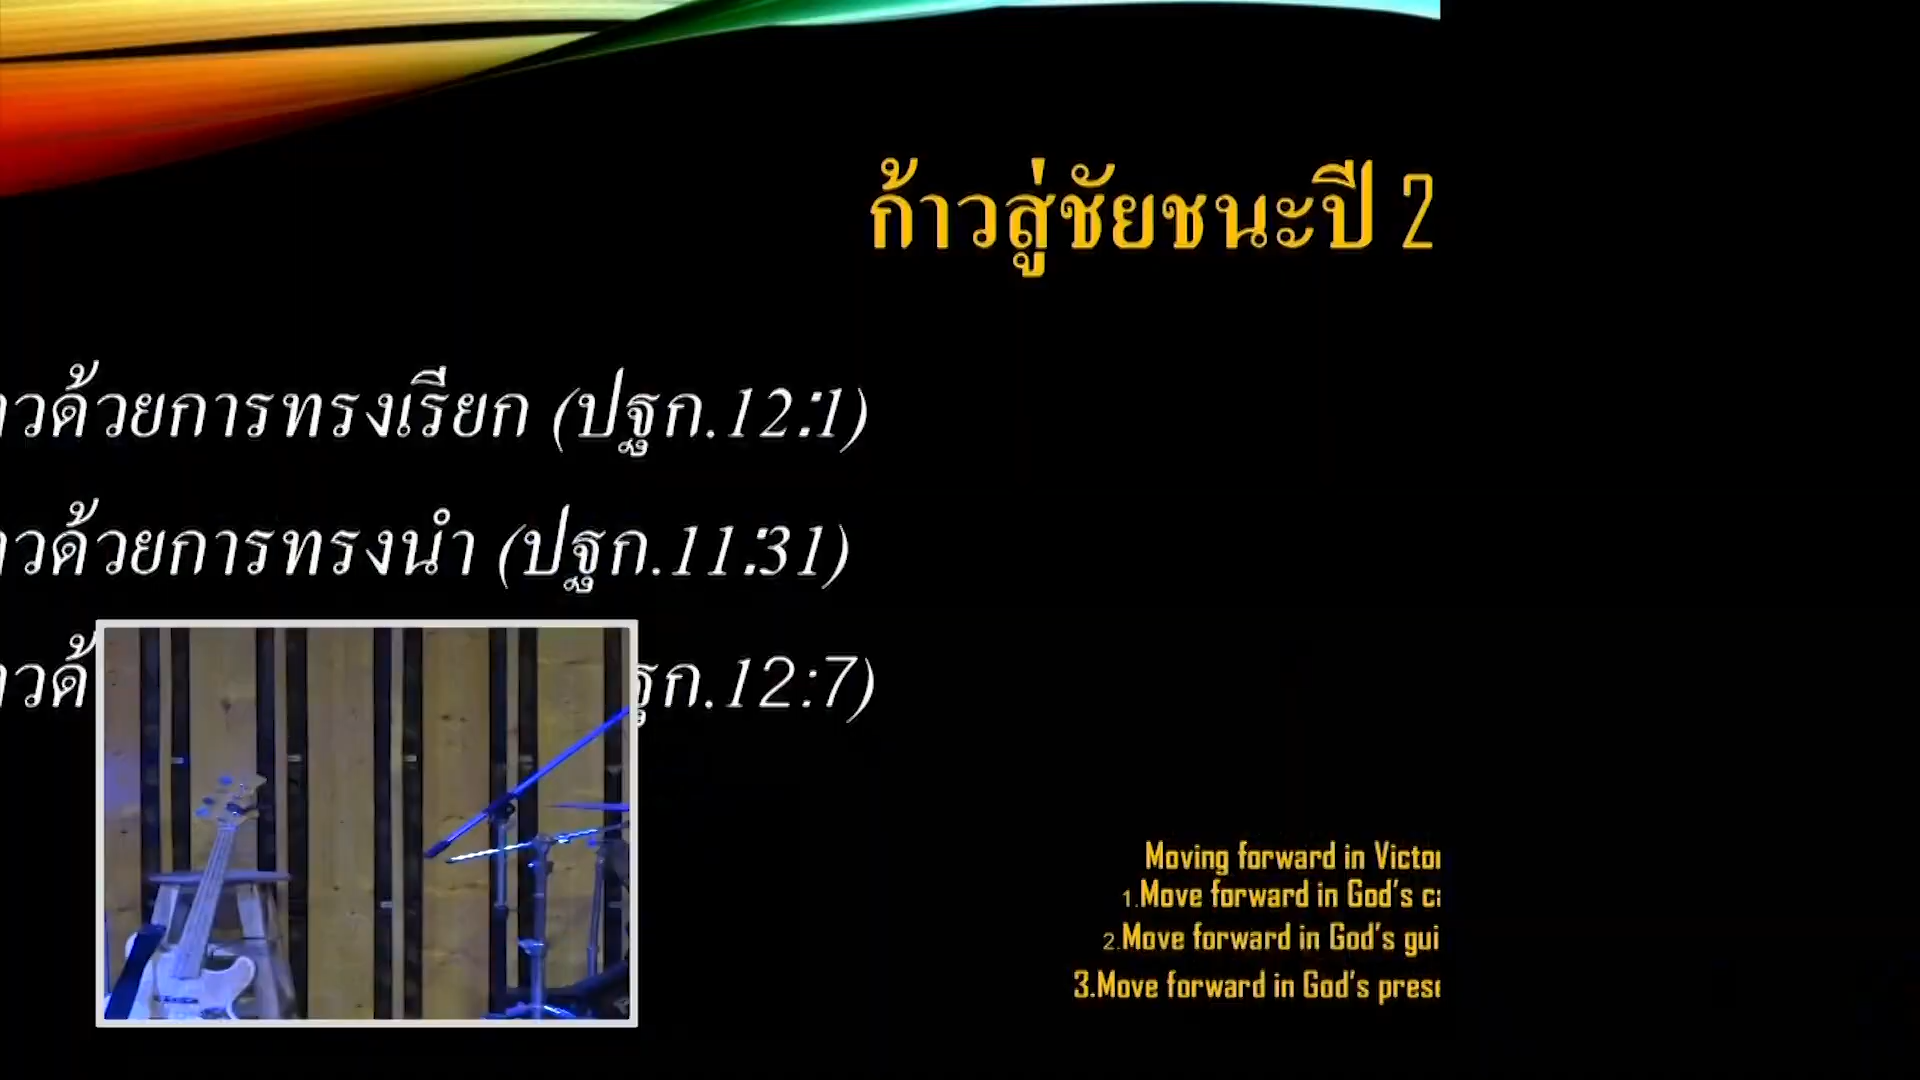 ก้าวสู่ชัยชนะปี 2
าวด้วยการทรงเรียก (ปฐก.12:1)
าวด้วยการทรงนำ (ปฐก.11:31)
าวด้ ฐก.12:7)
Moving forward in Victor
1.Move forward in God's ca
2.Move forward in God's gui
3.Move forward in God's prese